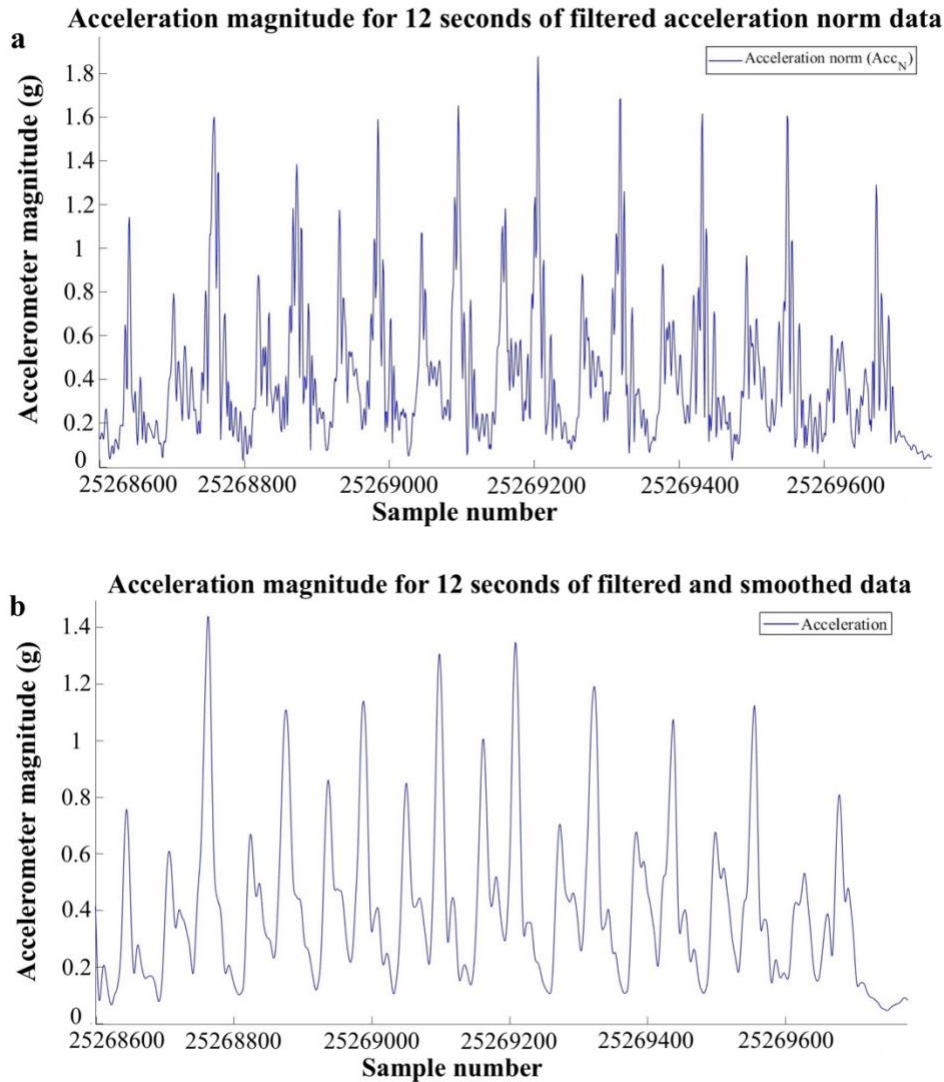 Acceleration magnitude for 12 seconds of filtered acceleration norm data
a
Acceleration norm (Acc_N)
Accelerometer magnitude (g)
1.8
1.6
1.4
1.2
1
0.8
0.6
0.4
0.2
0
25268600 25268800 25269000 25269200 25269400 25269600
Sample number
Acceleration magnitude for 12 seconds of filtered and smoothed data
b
Acceleration
Accelerometer magnitude (g)
1.4
1.2
1
0.8
0.6
0.4
0.2
0
25268600 25268800 25269000 25269200 25269400 25269600
Sample number